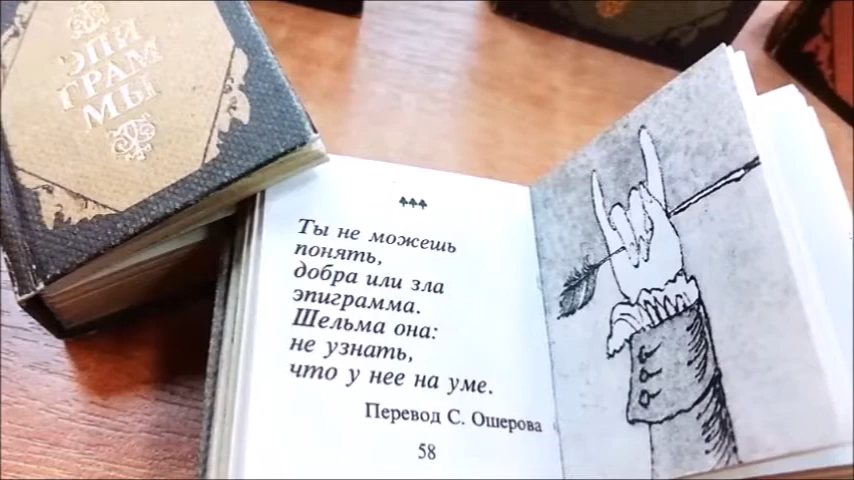 ЭПИ
ГРАМ
МЫ
Ты не можешь
понять,
добра или зла
эпиграмма.
Шельма она:
не узнать,
что у нее на уме.
Перевод С. Ошерова
58